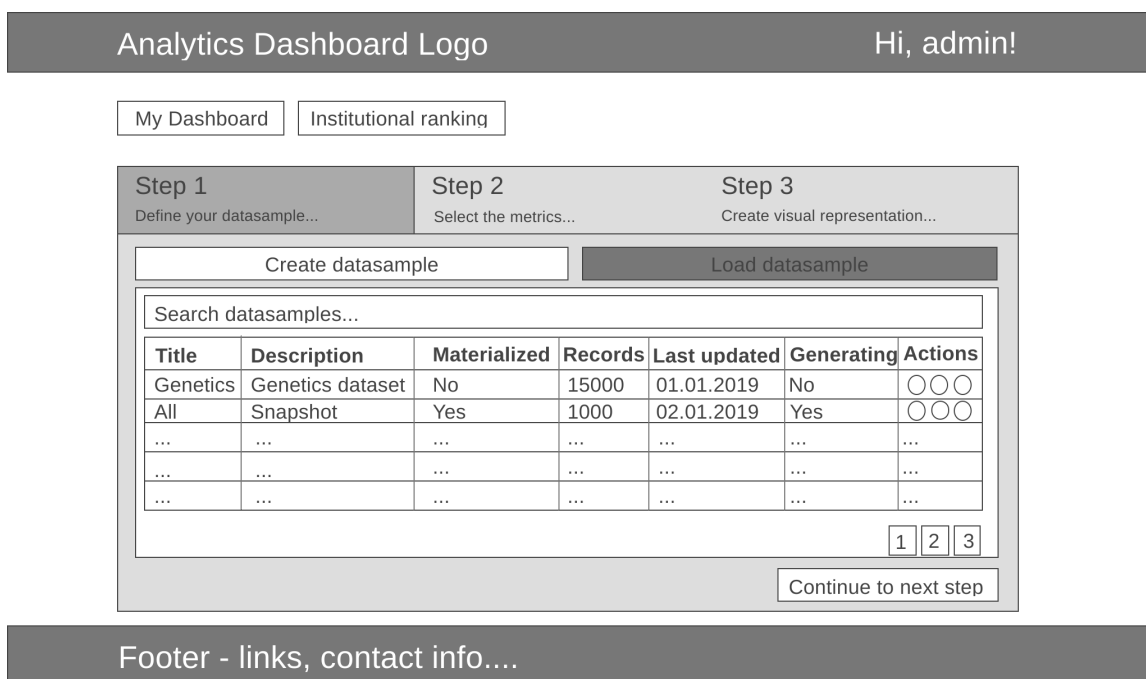 Analytics Dashboard Logo Hi, admin!
My Dashboard Institutional ranking
Step 1 Step 2 Step 3
Define your datasample... Select the metrics... Create visual representation...
Create datasample Load datasample
Search datasamples...
Title Description Materialized Records Last updated Generating Actions
Genetics Genetics dataset No 15000 01.01.2019 No
All Snapshot Yes 1000 02.01.2019 Yes
... ... ... ... ... ... ...
... ... ... ... ... ... ...
... ... ... ... ... ... ...
1 2 3
Continue to next step
Footer - links, contact info....